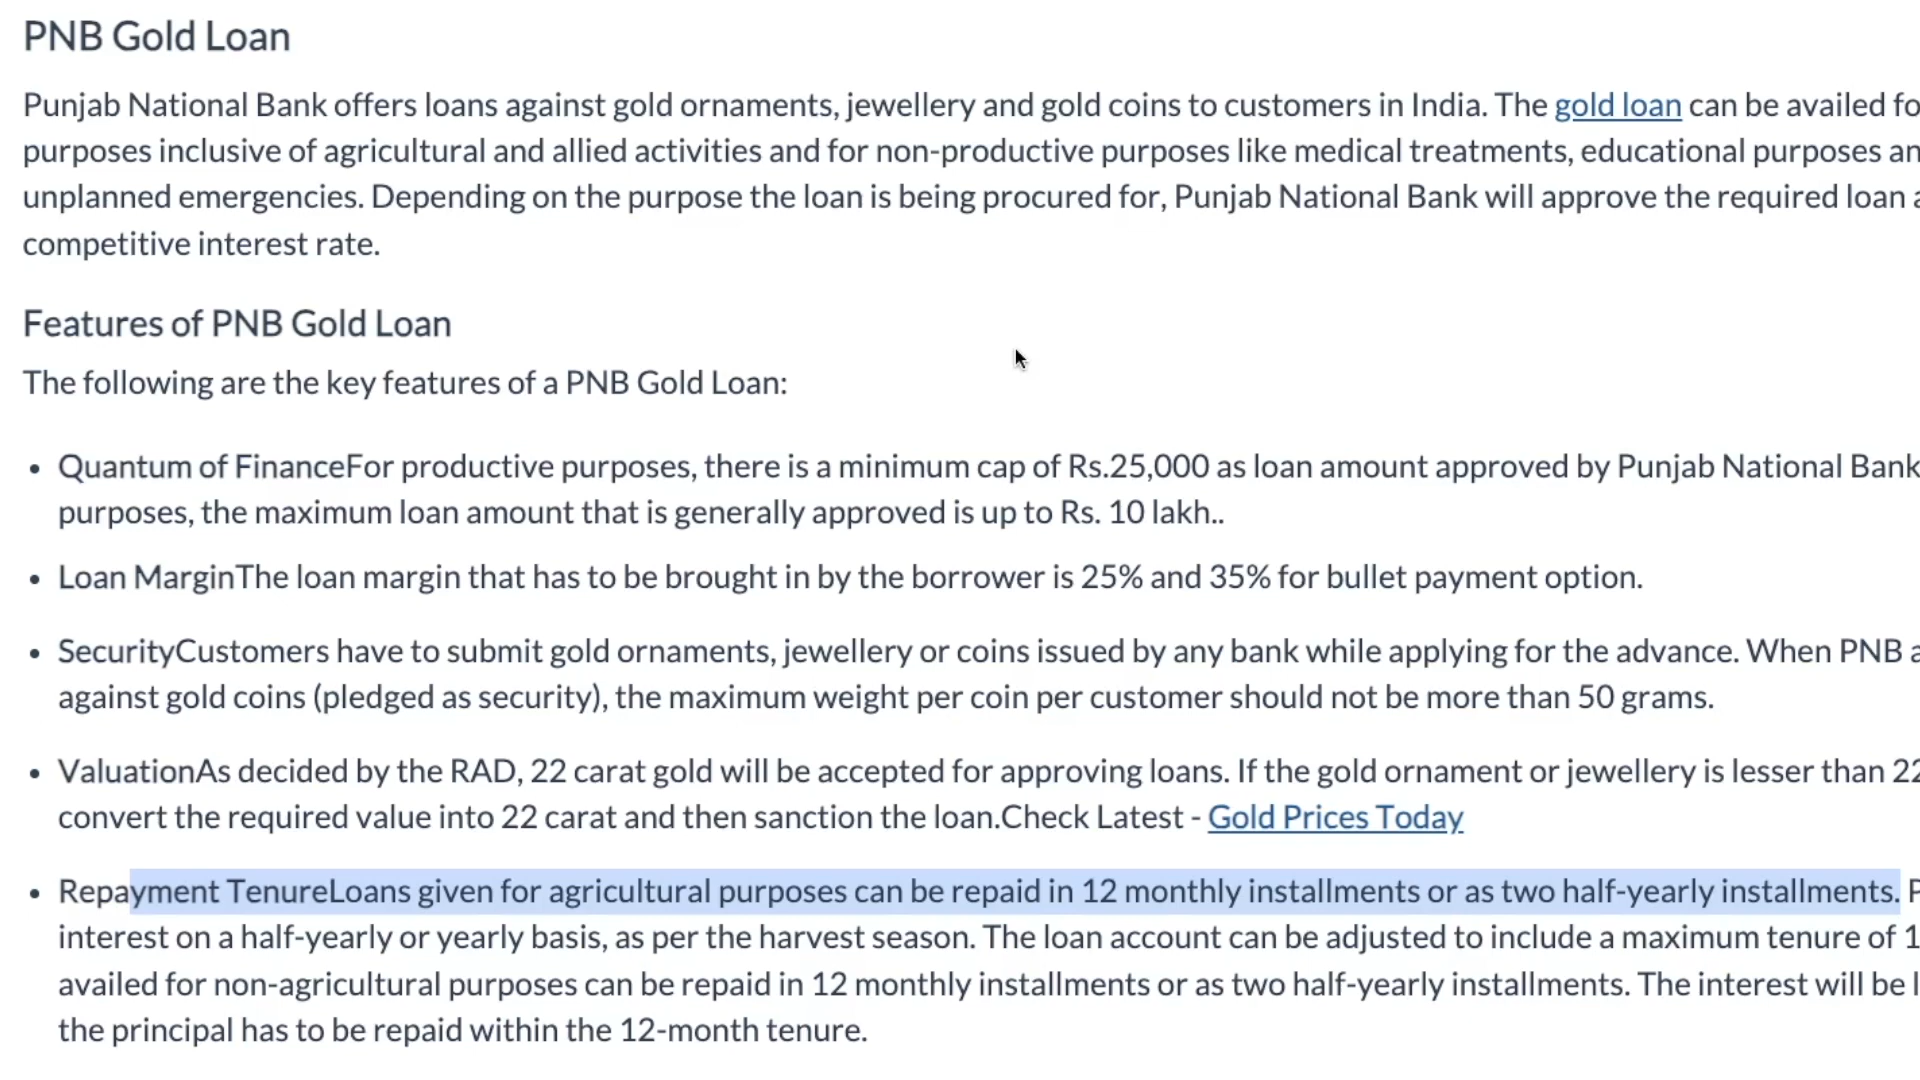 PNB Gold Loan
Punjab National Bank offers loans against gold ornaments, jewellery and gold coins to customers in India. The gold loan can be availed fo
purposes inclusive of agricultural and allied activities and for non-productive purposes like medical treatments, educational purposes an
unplanned emergencies. Depending on the purpose the loan is being procured for, Punjab National Bank will approve the required loan a
competitive interest rate.
Features of PNB Gold Loan
The following are the key features of a PNB Gold Loan:
• Quantum of FinanceFor productive purposes, there is a minimum cap of Rs.25,000 as loan amount approved by Punjab National Bank
purposes, the maximum loan amount that is generally approved is up to Rs. 10 lakh..
• Loan MarginThe loan margin that has to be brought in by the borrower is 25% and 35% for bullet payment option.
• SecurityCustomers have to submit gold ornaments, jewellery or coins issued by any bank while applying for the advance. When PNB a
against gold coins (pledged as security), the maximum weight per coin per customer should not be more than 50 grams.
• ValuationAs decided by the RAD, 22 carat gold will be accepted for approving loans. If the gold ornament or jewellery is lesser than 22
convert the required value into 22 carat and then sanction the loan.Check Latest - Gold Prices Today
• Repayment TenureLoans given for agricultural purposes can be repaid in 12 monthly installments or as two half-yearly installments.
interest on a half-yearly or yearly basis, as per the harvest season. The loan account can be adjusted to include a maximum tenure of 1
availed for non-agricultural purposes can be repaid in 12 monthly installments or as two half-yearly installments. The interest will be l
the principal has to be repaid within the 12-month tenure.